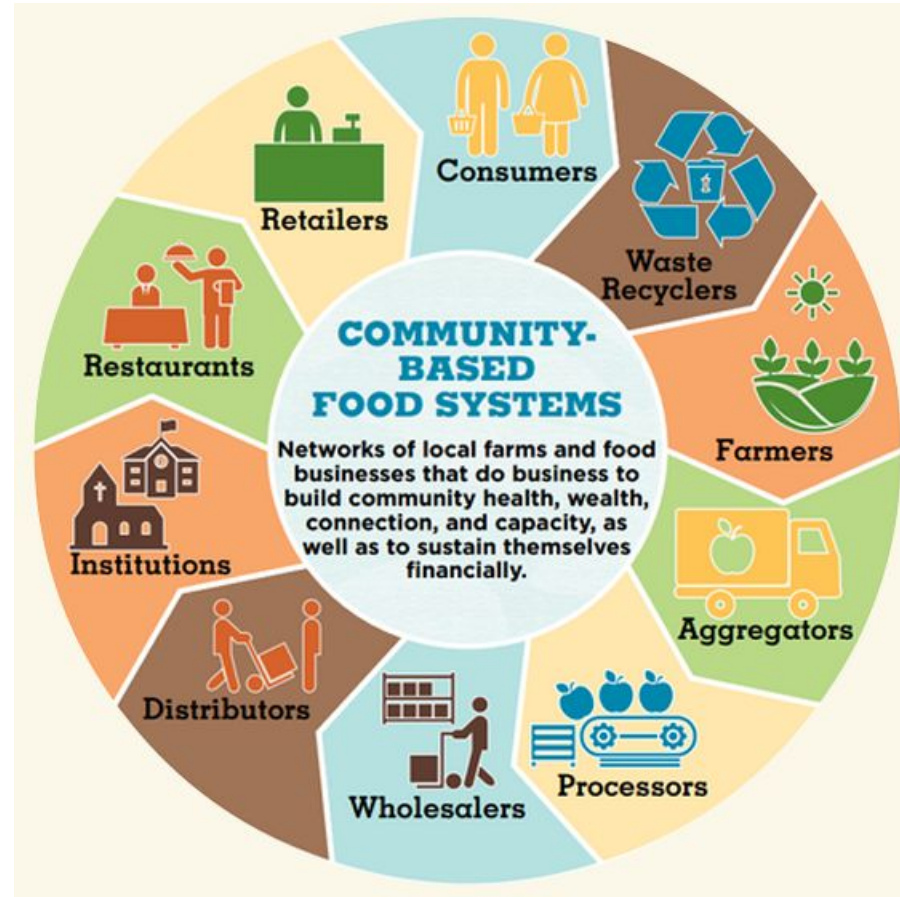 COMMUNITY-
BASED
FOOD SYSTEMS
Networks of local farms and food
businesses that do business to
build community health, wealth,
connection, and capacity, as
well as to sustain themselves
financially.
Consumers
Waste
Recyclers
Farmers
Aggregators
Processors
Wholesalers
Distributors
Institutions
Restaurants
Retailers